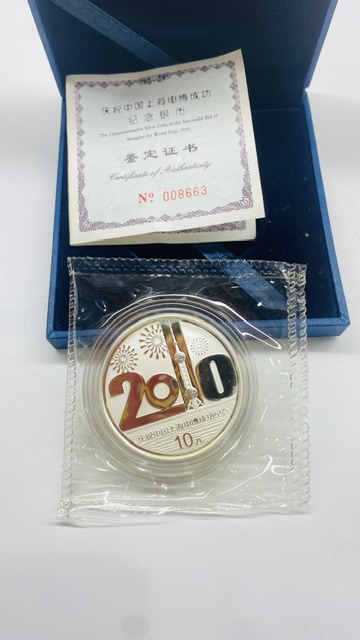 庆祝中国上海申博成功
纪念银币
The Commemorative Silver Coin of the Successful Bid of
Shanghai for World Expo 2010
鉴定证书
Certificate of Authenticity
Nº 008663
2010
10元